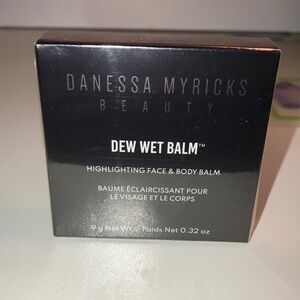 DANESSA MYRICKS
BEAUTY
DEW WET BALM™
HIGHLIGHTING FACE & BODY BALM
BAUME ÉCLAIRCISSANT POUR
LE VISAGE ET LE CORPS
9 g Net Wt. / Poids Net 0.32 oz